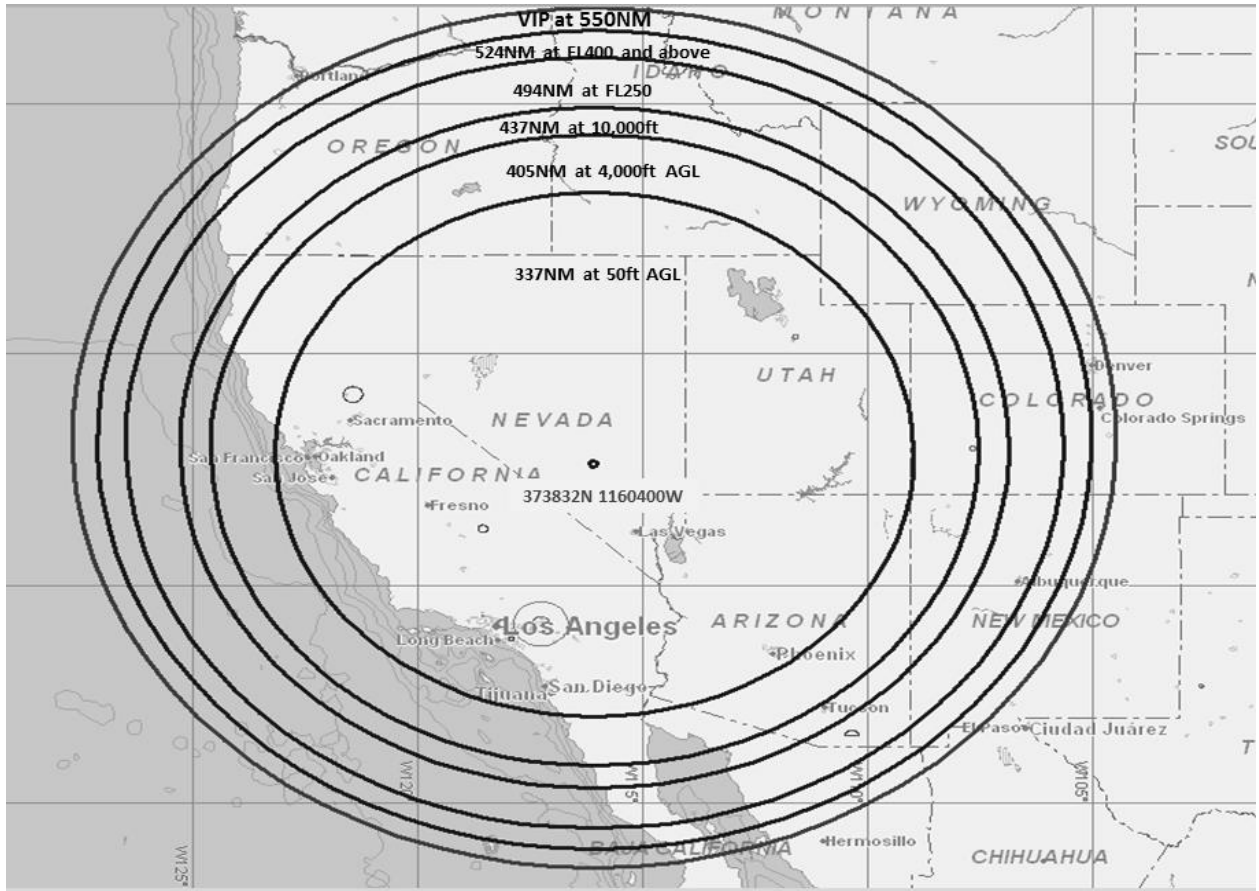 VIP at 550NM
MONTANA
524NM at FL400 and above
Portland
IDAHO
494NM at FL250
437NM at 10,000ft
OREGON
SOU
405NM at 4,000ft AGL
WYOMING
337NM at 50ft AGL
N
Denver
UTAH
COLORADO
Colorado Springs
Sacramento
NEVADA
San Francisco
Oakland
San Jose
CALIFORNIA
373832N 1160400W
Fresno
Las Vegas
Albuquerque
Los Angeles
ARIZONA
NEW MEXICO
Long Beach
Phoenix
Tijuana
San Diego
Tucson
El Paso
Ciudad Juárez
T
W125°
W120°
W115°
W110°
W105°
Hermosillo
BAJA CALIFORNIA
CHIHUAHUA